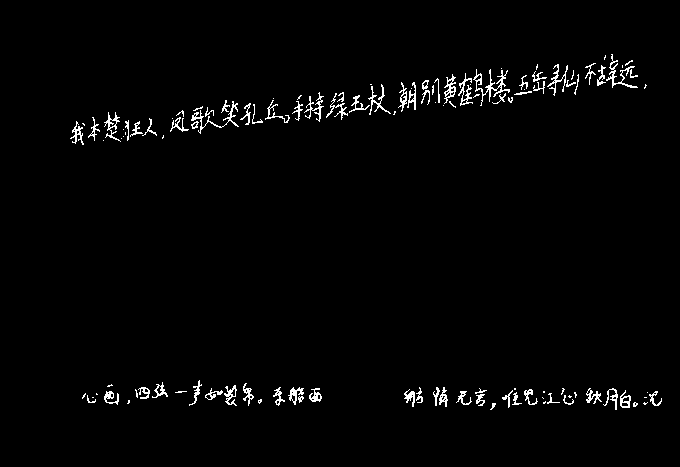 我本楚狂人，凤歌笑孔丘。手持绿玉杖，朝别黄鹤楼。五岳寻仙不辞远，
心画，四弦一声如裂帛。东船西 舫悄无言，唯见江心秋月白。沉